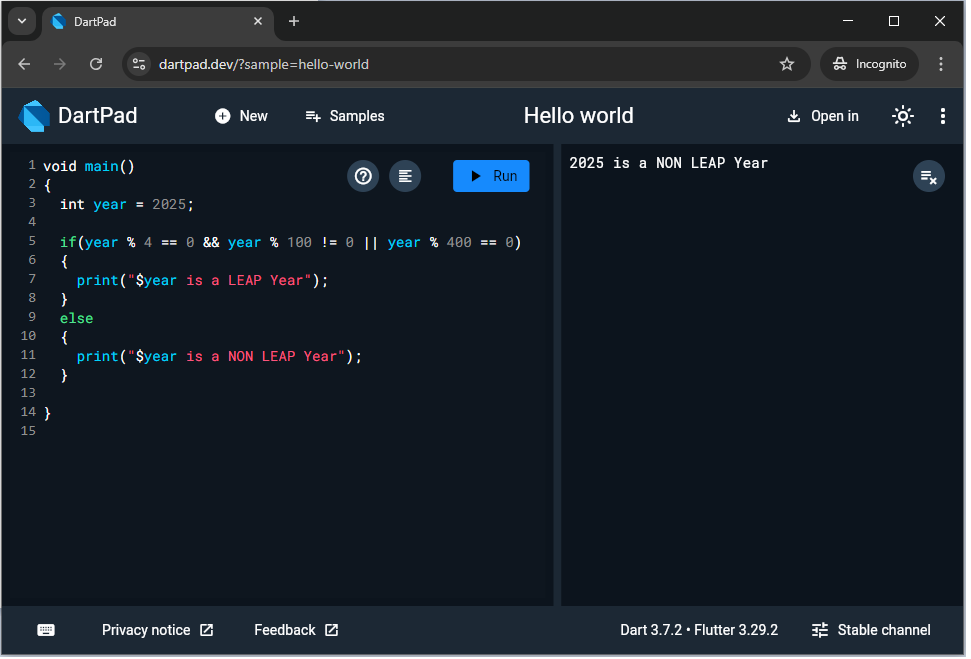 DartPad
dartpad.dev/?sample=hello-world
Incognito
DartPad
New
Samples
Hello world
Open in
1 void main()
2 {
3   int year = 2025;
4
5   if(year % 4 == 0 && year % 100 != 0 || year % 400 == 0)
6   {
7     print("$year is a LEAP Year");
8   }
9   else
10   {
11     print("$year is a NON LEAP Year");
12   }
13
14 }
15
Run
2025 is a NON LEAP Year
Privacy notice
Feedback
Dart 3.7.2 • Flutter 3.29.2
Stable channel